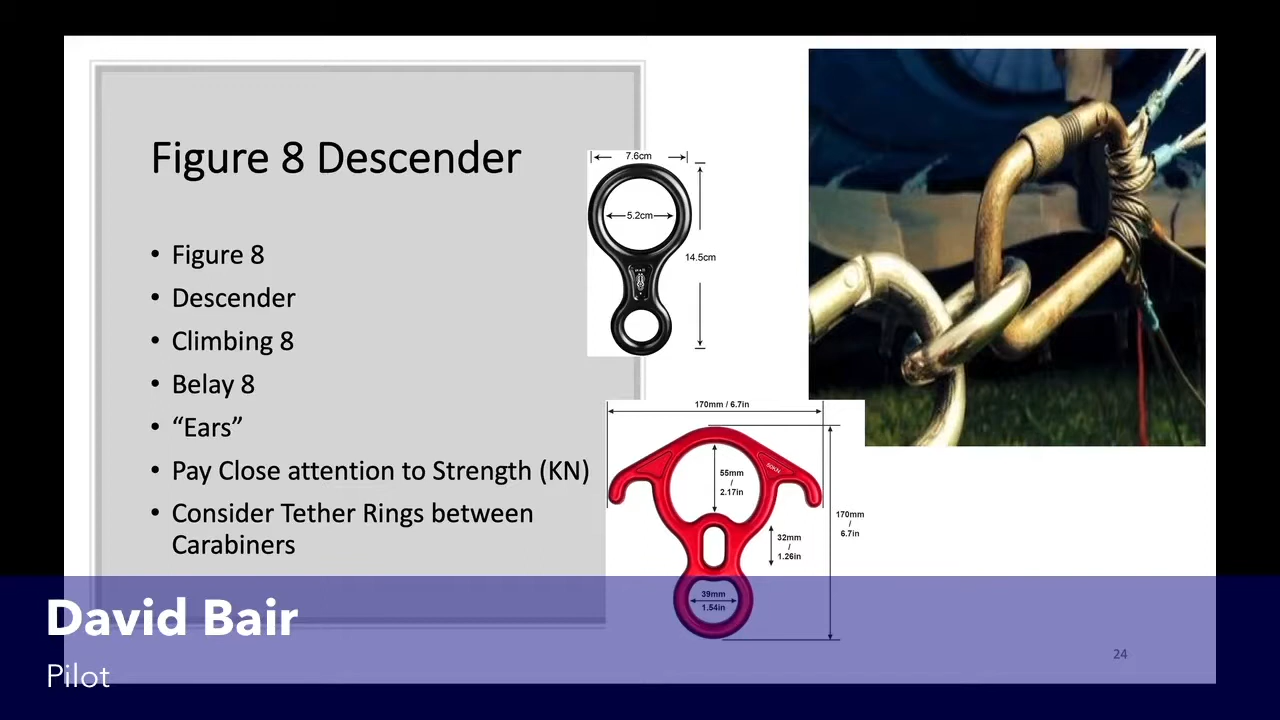 Figure 8 Descender
• Figure 8
• Descender
• Climbing 8
• Belay 8
• “Ears”
• Pay Close attention to Strength (KN)
• Consider Tether Rings between
Carabiners
7.6cm
5.2cm
14.5cm
170mm / 6.7in
50KN
55mm
/
2.17in
170mm
/
6.7in
32mm
/
1.26in
39mm
1.54in
David Bair
Pilot
24